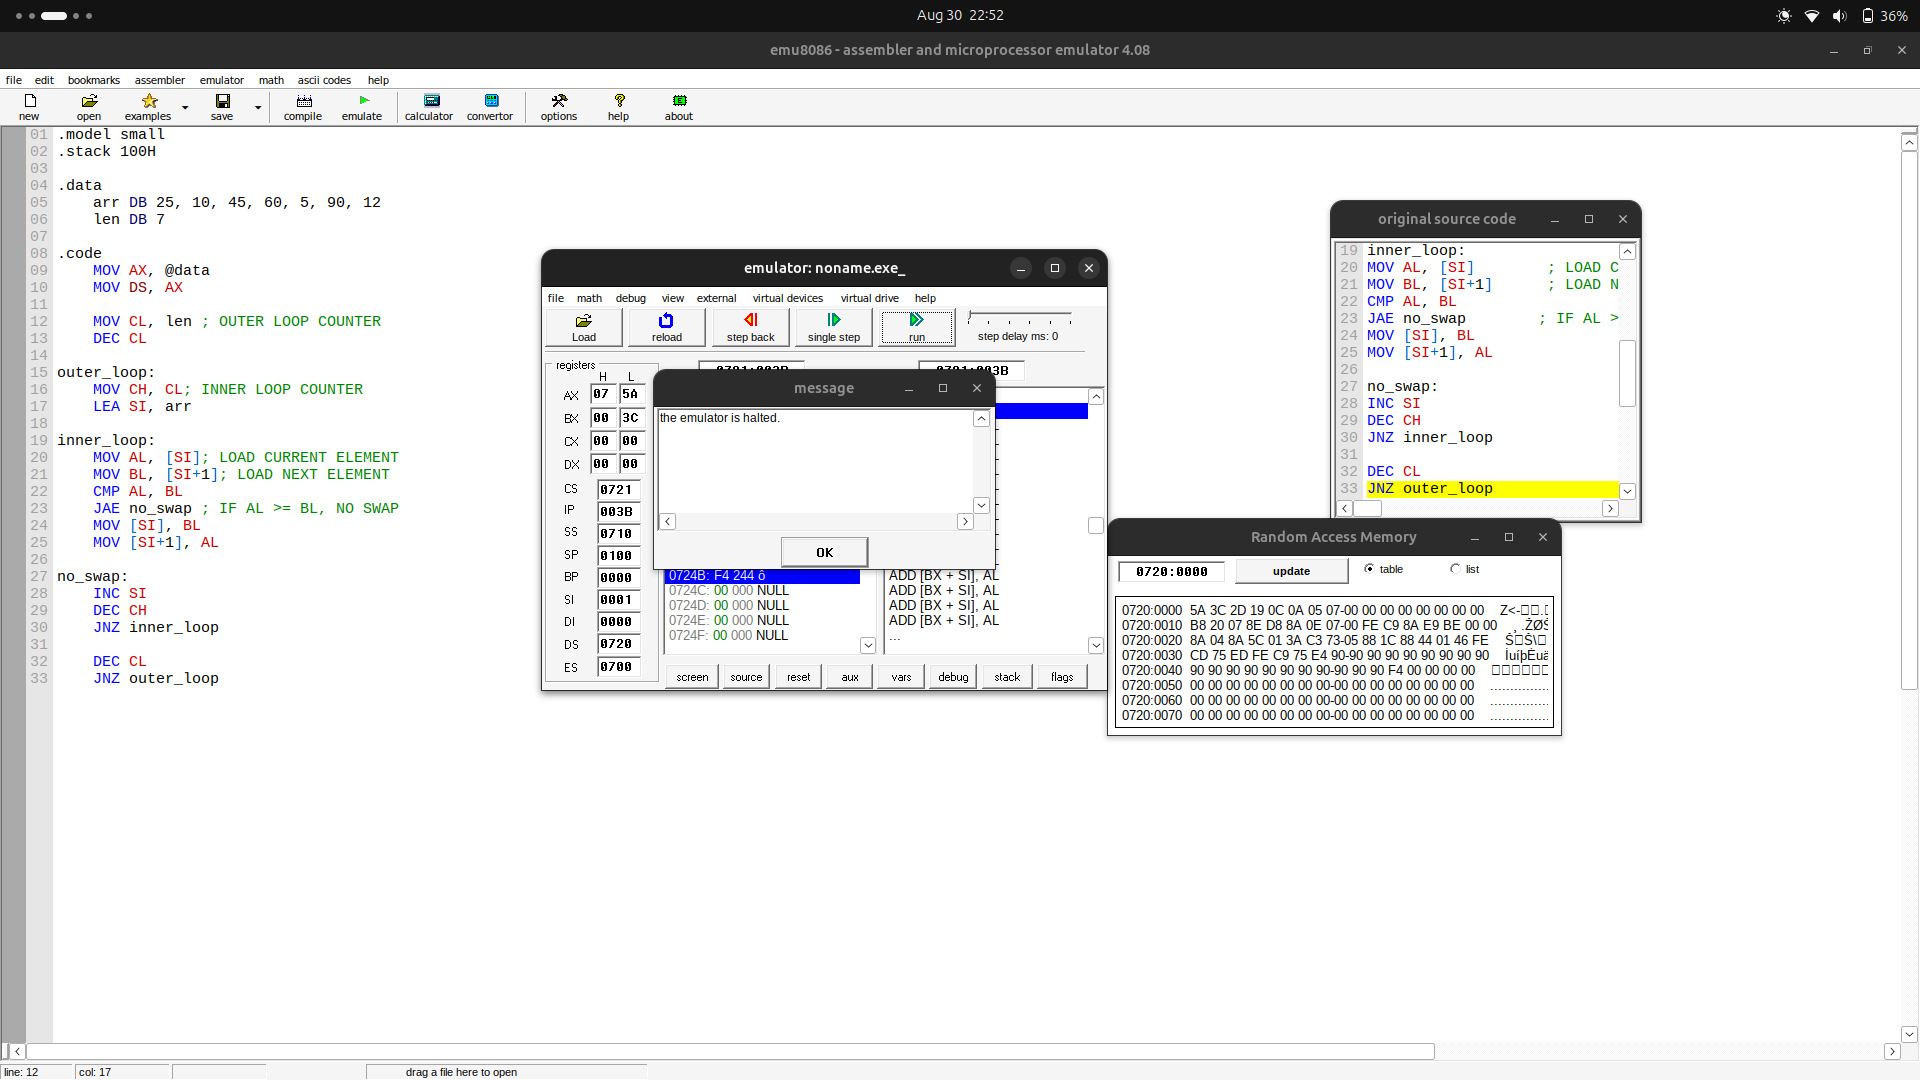 Aug 30 22:52
36%
emu8086 - assembler and microprocessor emulator 4.08
file edit bookmarks assembler emulator math ascii codes help
new open examples save compile emulate calculator convertor options help about
01 .model small
02 .stack 100H
03
04 .data
05 arr DB 25, 10, 45, 60, 5, 90, 12
06 len DB 7
07
08 .code
09 MOV AX, @data
10 MOV DS, AX
11
12 MOV CL, len ; OUTER LOOP COUNTER
13 DEC CL
14
15 outer_loop:
16 MOV CH, CL; INNER LOOP COUNTER
17 LEA SI, arr
18
19 inner_loop:
20 MOV AL, [SI]; LOAD CURRENT ELEMENT
21 MOV BL, [SI+1]; LOAD NEXT ELEMENT
22 CMP AL, BL
23 JAE no_swap ; IF AL >= BL, NO SWAP
24 MOV [SI], BL
25 MOV [SI+1], AL
26
27 no_swap:
28 INC SI
29 DEC CH
30 JNZ inner_loop
31
32 DEC CL
33 JNZ outer_loop
emulator: noname.exe_
file math debug view external virtual devices virtual drive help
Load reload step back single step run step delay ms: 0
registers
H L
AX 07 5A
BX 00 3C
CX 00 00
DX 00 00
CS 0721
IP 003B
SS 0710
SP 0100
BP 0000
SI 0001
DI 0000
DS 0720
ES 0700
message
the emulator is halted.
OK
0724B: F4 244 ô
0724C: 00 000 NULL
0724D: 00 000 NULL
0724E: 00 000 NULL
0724F: 00 000 NULL
ADD [BX + SI], AL
ADD [BX + SI], AL
ADD [BX + SI], AL
ADD [BX + SI], AL
...
screen source reset aux vars debug stack flags
original source code
19 inner_loop:
20 MOV AL, [SI] ; LOAD C
21 MOV BL, [SI+1] ; LOAD N
22 CMP AL, BL
23 JAE no_swap ; IF AL >
24 MOV [SI], BL
25 MOV [SI+1], AL
26
27 no_swap:
28 INC SI
29 DEC CH
30 JNZ inner_loop
31
32 DEC CL
33 JNZ outer_loop
Random Access Memory
0720:0000 update table list
0720:0000 5A 3C 2D 19 0C 0A 05 07-00 00 00 00 00 00 00 00
0720:0010 B8 20 07 8E D8 8A 0E 07-00 FE C9 8A E9 BE 00 00
0720:0020 8A 04 8A 5C 01 3A C3 73-05 88 1C 88 44 01 46 FE
0720:0030 CD 75 ED FE C9 75 E4 90-90 90 90 90 90 90 90 90
0720:0040 90 90 90 90 90 90 90 90-90 90 90 F4 00 00 00 00
0720:0050 00 00 00 00 00 00 00 00-00 00 00 00 00 00 00 00
0720:0060 00 00 00 00 00 00 00 00-00 00 00 00 00 00 00 00
0720:0070 00 00 00 00 00 00 00 00-00 00 00 00 00 00 00 00
line: 12 col: 17 drag a file here to open